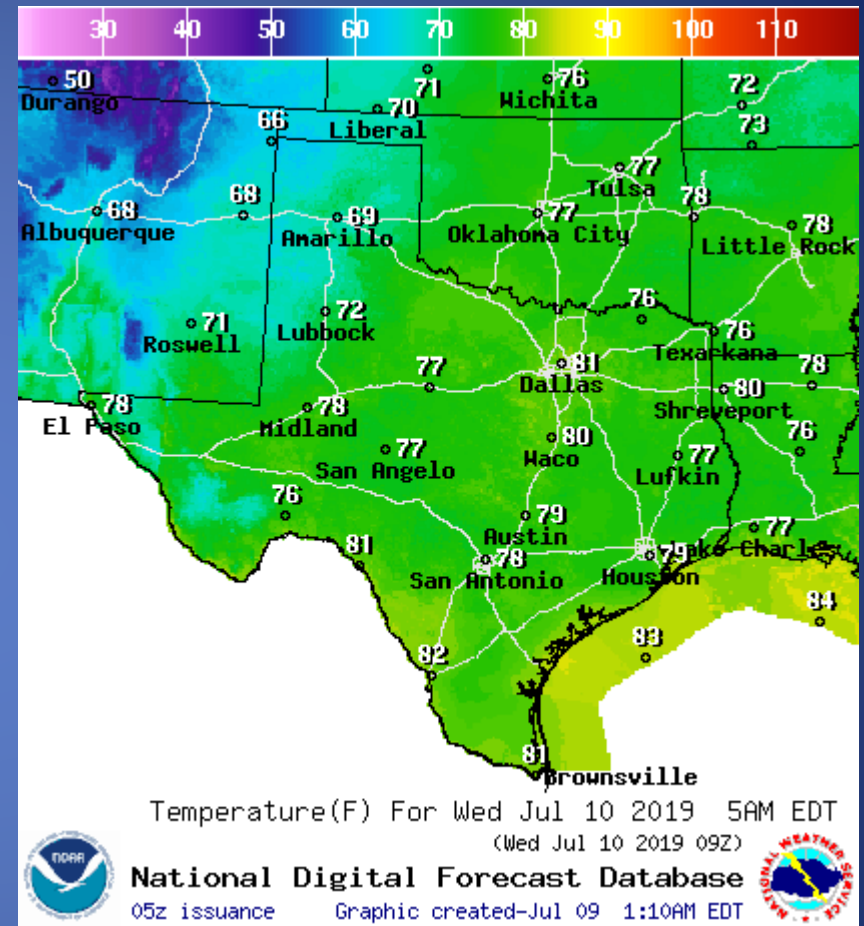 30 40 50 60 70 80 90 100 110
50
Durango
71
76
Wichita
72
70
Liberal
66
73
77
Tulsa
68
Albuquerque
68
69
Amarillo
77
Oklahoma City
78
78
Little Rock
71
Roswell
72
Lubbock
76
76
Texarkana
81
Dallas
77
78
80
Shreveport
78
El Paso
78
Midland
77
San Angelo
80
Waco
77
Lufkin
76
76
79
Austin
77
81
78
San Antonio
79
Houston
84
83
82
81
Brownsville
Temperature(F) For Wed Jul 10 2019 5AM EDT
(Wed Jul 10 2019 09Z)
NOAA
National Digital Forecast Database
05z issuance Graphic created-Jul 09 1:10AM EDT
NATIONAL WEATHER SERVICE